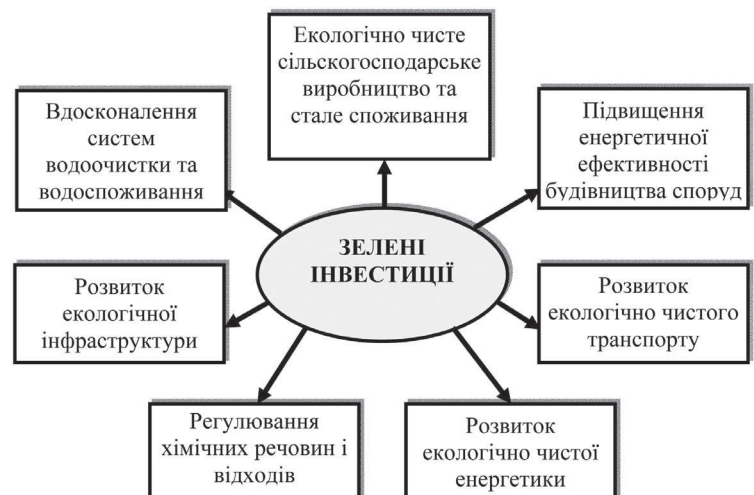 Екологічно чисте
сільскогосподарське
виробництво та
стале споживання
Вдосконалення
систем
водоочистки та
водоспоживання
Підвищення
енергетичної
ефективності
будівництва споруд
ЗЕЛЕНІ
ІНВЕСТИЦІЇ
Розвиток
екологічної
інфраструктури
Розвиток
екологічно чистого
транспорту
Регулювання
хімічних речовин і
відходів
Розвиток
екологічно чистої
енергетики